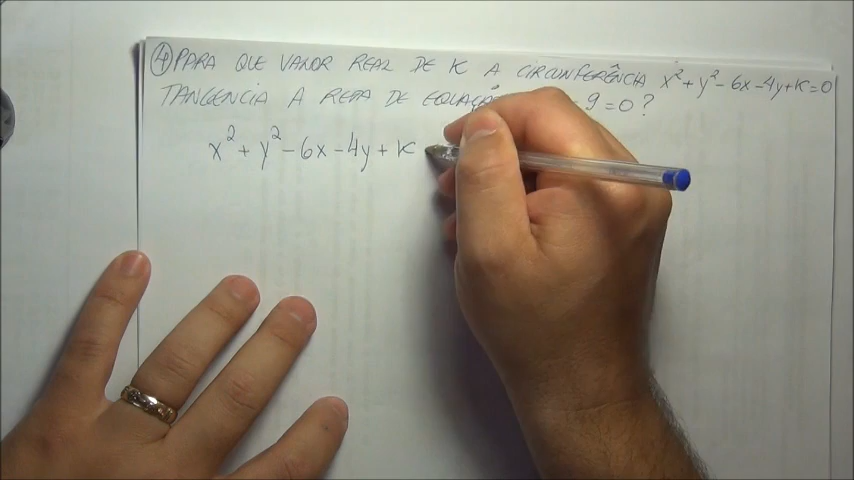 ④ PARA QUE VALOR REAL DE K A CIRCUNFERÊNCIA x² + y² - 6x - 4y + K = 0
TANGENCIA A RETA DE EQUAÇÃO - 9 = 0 ?
x² + y² - 6x - 4y + K